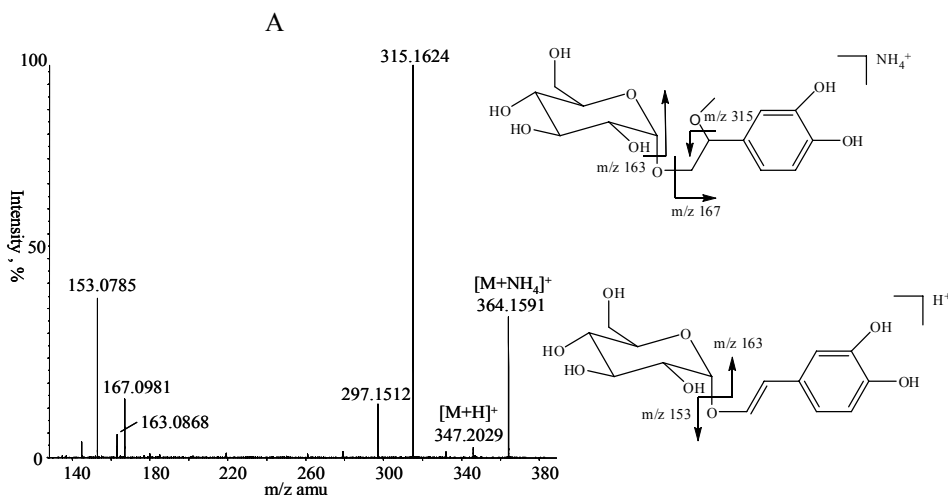 A
100
50
0
Intensity , %
140 180 220 260 300 340 380
m/z amu
153.0785
167.0981
163.0868
297.1512
315.1624
[M+H]+
347.2029
[M+NH4]+
364.1591
OH
HO
HO
OH
O
O
O
OH
OH
NH4+
m/z 315
m/z 163
m/z 167
OH
HO
HO
OH
O
O
OH
OH
H+
m/z 163
m/z 153